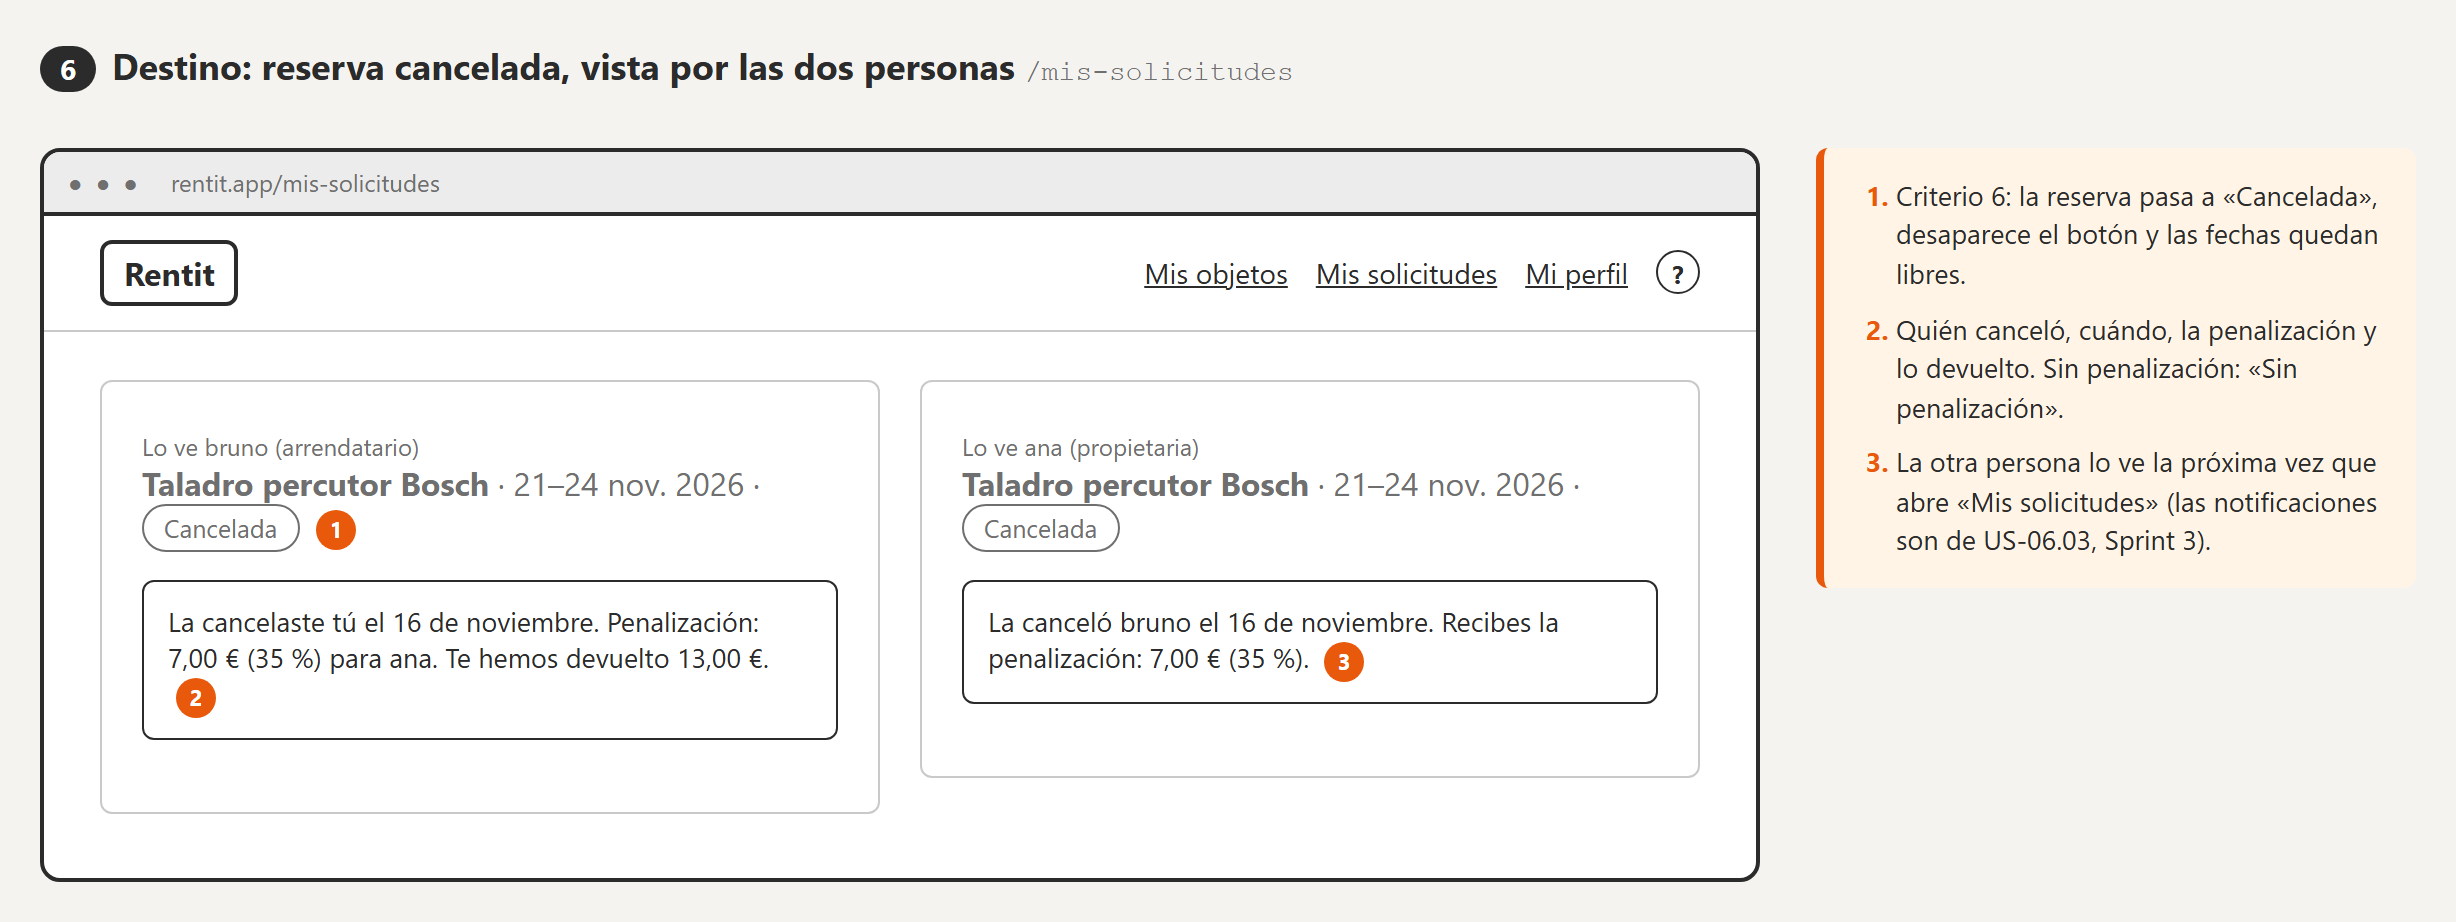 6 Destino: reserva cancelada, vista por las dos personas /mis-solicitudes
rentit.app/mis-solicitudes
Rentit
Mis objetos Mis solicitudes Mi perfil ?
Lo ve bruno (arrendatario)
Taladro percutor Bosch · 21–24 nov. 2026 ·
Cancelada 1
La cancelaste tú el 16 de noviembre. Penalización:
7,00 € (35 %) para ana. Te hemos devuelto 13,00 €.
2
Lo ve ana (propietaria)
Taladro percutor Bosch · 21–24 nov. 2026 ·
Cancelada
La canceló bruno el 16 de noviembre. Recibes la
penalización: 7,00 € (35 %). 3
1. Criterio 6: la reserva pasa a «Cancelada»,
desaparece el botón y las fechas quedan
libres.
2. Quién canceló, cuándo, la penalización y
lo devuelto. Sin penalización: «Sin
penalización».
3. La otra persona lo ve la próxima vez que
abre «Mis solicitudes» (las notificaciones
son de US-06.03, Sprint 3).